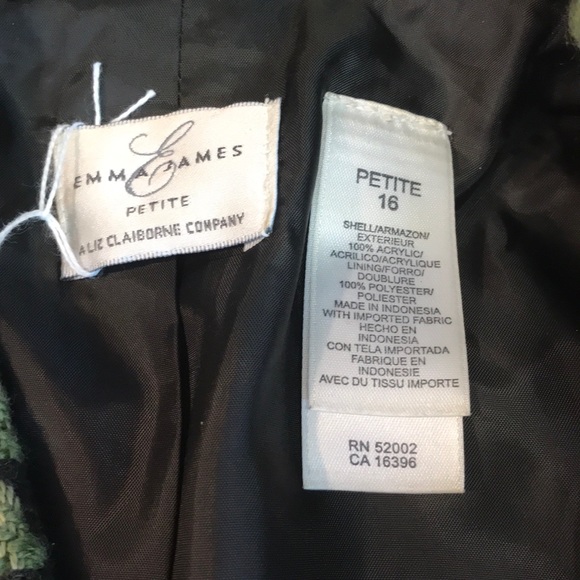 EMMA JAMES
PETITE
A LIZ CLAIBORNE COMPANY
PETITE
16
SHELL/ARMAZON/
EXTERIEUR
100% ACRYLIC/
ACRILICO/ACRYLIQUE
LINING/FORRO/
DOUBLURE
100% POLYESTER/
POLIESTER
MADE IN INDONESIA
WITH IMPORTED FABRIC
HECHO EN
INDONESIA
CON TELA IMPORTADA
FABRIQUE EN
INDONESIE
AVEC DU TISSU IMPORTE
RN 52002
CA 16396